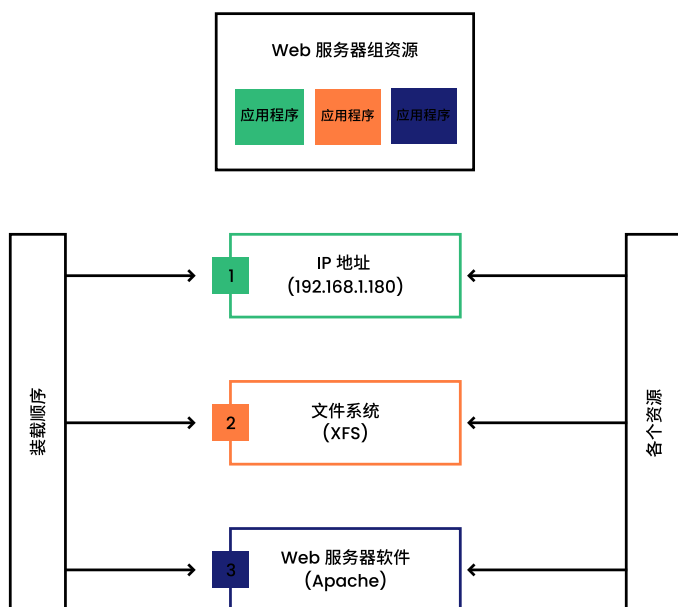 Web 服务器组资源
应用程序
应用程序
应用程序
1
IP 地址
(192.168.1.180)
装载顺序
2
文件系统
(XFS)
各个资源
3
Web 服务器软件
(Apache)